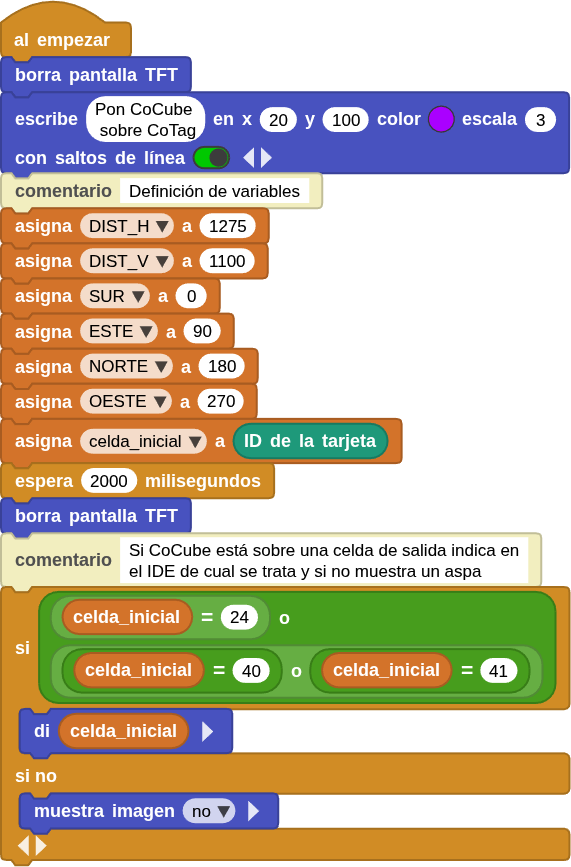 al empezar
borra pantalla TFT
escribe Pon CoCube sobre CoTag en x 20 y 100 color escala 3
con saltos de línea
comentario Definición de variables
asigna DIST_H a 1275
asigna DIST_V a 1100
asigna SUR a 0
asigna ESTE a 90
asigna NORTE a 180
asigna OESTE a 270
asigna celda_inicial a ID de la tarjeta
espera 2000 milisegundos
borra pantalla TFT
comentario Si CoCube está sobre una celda de salida indica en
el IDE de cual se trata y si no muestra un aspa
si celda_inicial = 24 o
celda_inicial = 40 o celda_inicial = 41
di celda_inicial
si no
muestra imagen no